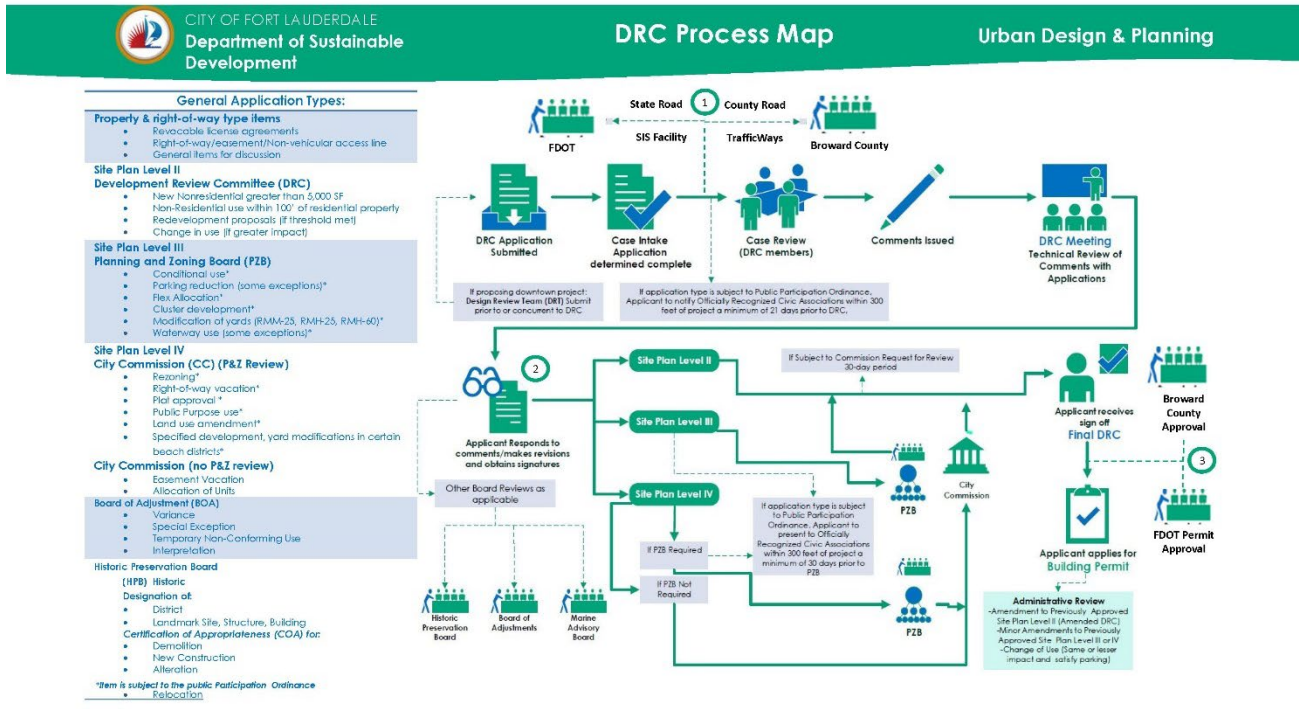 CITY OF FORT LAUDERDALE
Department of Sustainable
Development
DRC Process Map
Urban Design & Planning
General Application Types:
Property & right-of-way type items
• Revocable license agreements
• Right-of-way/easement/Non-vehicular access line
• General items for discussion
Site Plan Level II
Development Review Committee (DRC)
• New Nonresidential greater than 5,000 SF
• Non-Residential use within 100' of residential property
• Redevelopment proposals (if threshold met)
• Change in use (if greater impact)
Site Plan Level III
Planning and Zoning Board (PZB)
• Conditional use*
• Parking reduction (some exceptions)*
• Flex Allocation*
• Cluster development*
• Modification of yards (RMM-25, RMH-25, RMH-60)*
• Waterway use (some exceptions)*
Site Plan Level IV
City Commission (CC) (P&Z Review)
• Rezoning*
• Right-of-way vacation*
• Plat approval *
• Public Purpose use*
• Land use amendment*
• Specified development, yard modifications in certain
beach districts*
City Commission (no P&Z review)
• Easement Vacation
• Allocation of Units
Board of Adjustment (BOA)
• Variance
• Special Exception
• Temporary Non-Conforming Use
• Interpretation
Historic Preservation Board
(HPB) Historic
Designation of:
• District
• Landmark Site, Structure, Building
Certification of Appropriateness (COA) for:
• Demolition
• New Construction
• Alteration
*Item is subject to the public Participation Ordinance
• Relocation
State Road
1
County Road
FDOT
SIS Facility
TrafficWays
Broward County
DRC Application
Submitted
Case Intake
Application
determined complete
Case Review
(DRC members)
Comments Issued
DRC Meeting
Technical Review of
Comments with
Applications
If proposing downtown project:
Design Review Team (DRT) Submit
prior to or concurrent to DRC
If application type is subject to Public Participation Ordinance,
Applicant to notify Officially Recognized Civic Associations within 300
feet of project a minimum of 21 days prior to DRC.
2
Applicant Responds to
comments/makes revisions
and obtains signatures
Site Plan Level II
Site Plan Level III
Site Plan Level IV
If Subject to Commission Request for Review
30-day period
Applicant receives
sign off
Final DRC
Broward
County
Approval
3
FDOT Permit
Approval
PZB
City
Commission
Other Board Reviews as
applicable
Historic
Preservation
Board
Board of
Adjustments
Marine
Advisory
Board
If PZB Required
If PZB Not
Required
If application type is subject
to Public Participation
Ordinance, Applicant to
present to Officially
Recognized Civic Associations
within 300 feet of project a
minimum of 30 days prior to
PZB
PZB
Applicant applies for
Building Permit
Administrative Review
-Amendment to Previously Approved
Site Plan Level II (Amended DRC)
-Minor Amendments to Previously
Approved Site Plan Level III or IV
-Change of Use (Same or lesser
impact and satisfy parking)